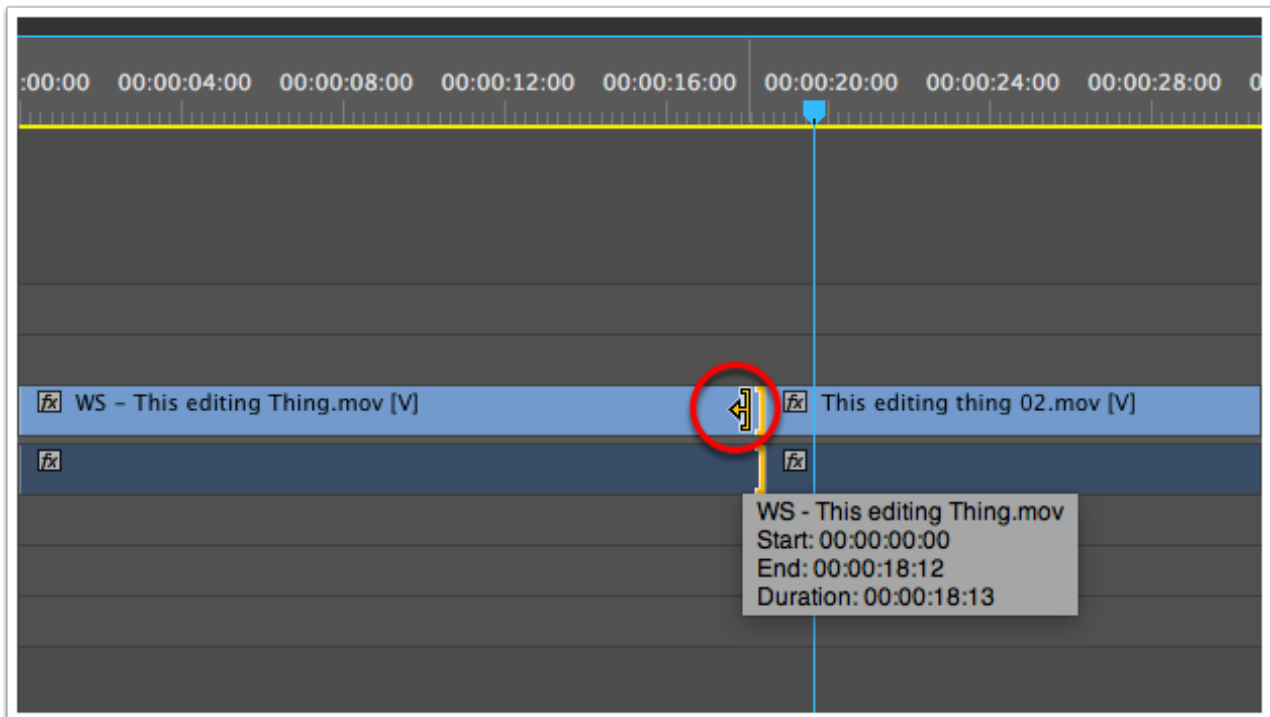 :00:00 00:00:04:00 00:00:08:00 00:00:12:00 00:00:16:00 00:00:20:00 00:00:24:00 00:00:28:00 0
fx WS – This editing Thing.mov [V] fx This editing thing 02.mov [V]
fx fx
WS - This editing Thing.mov
Start: 00:00:00:00
End: 00:00:18:12
Duration: 00:00:18:13